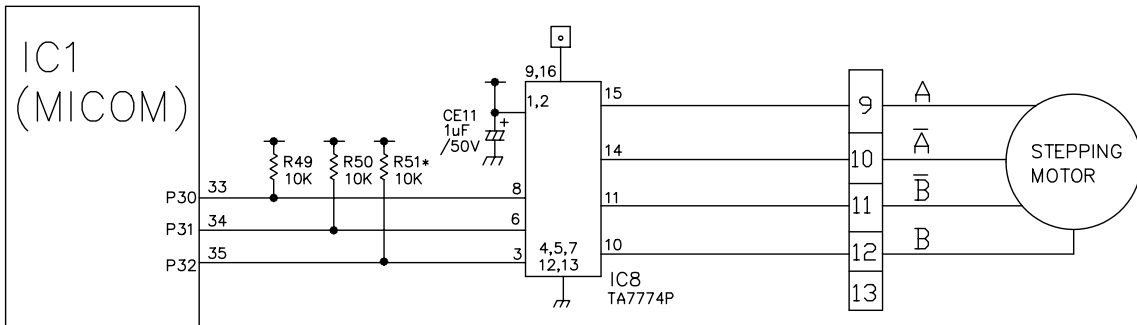 IC1
(MICOM)
P30
P31
P32
33
34
35
R49
10K
R50
10K
R51*
10K
CE11
1uF
/50V
+
9,16
1,2
8
6
3
4,5,7
12,13
15
14
11
10
IC8
TA7774P
9
10
11
12
13
A
A̅
B̅
B
STEPPING
MOTOR